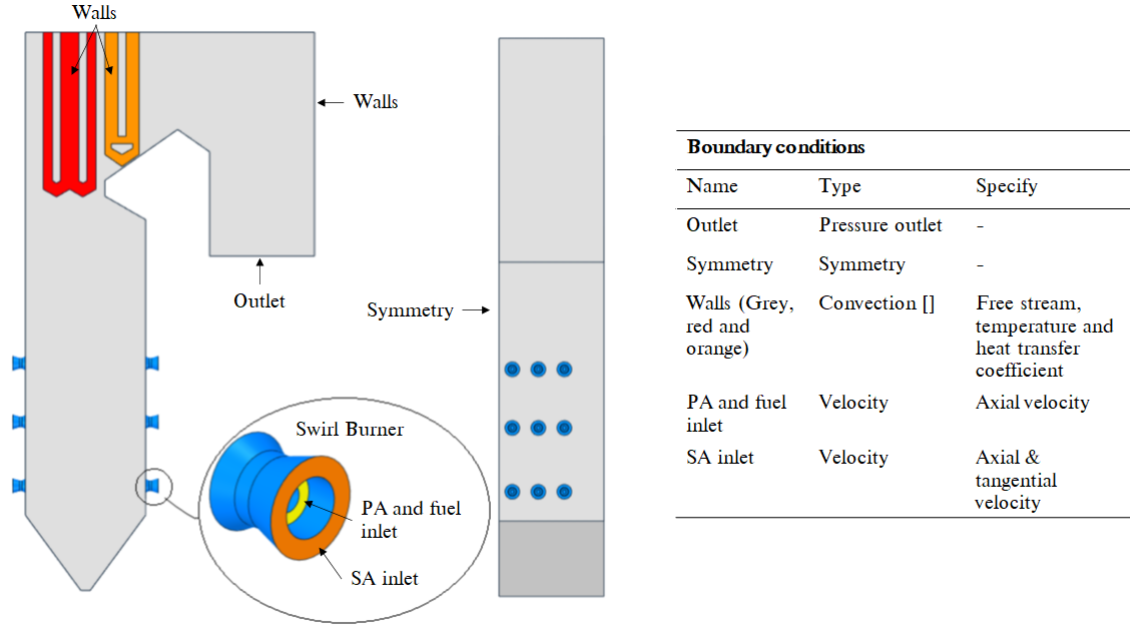 Walls
Walls
Outlet
Symmetry
Swirl Burner
PA and fuel
inlet
SA inlet
Boundary conditions
Name Type Specify
Outlet Pressure outlet -
Symmetry Symmetry -
Walls (Grey, Convection [] Free stream,
red and temperature and
orange) heat transfer
coefficient
PA and fuel Velocity Axial velocity
inlet
SA inlet Velocity Axial &
tangential
velocity